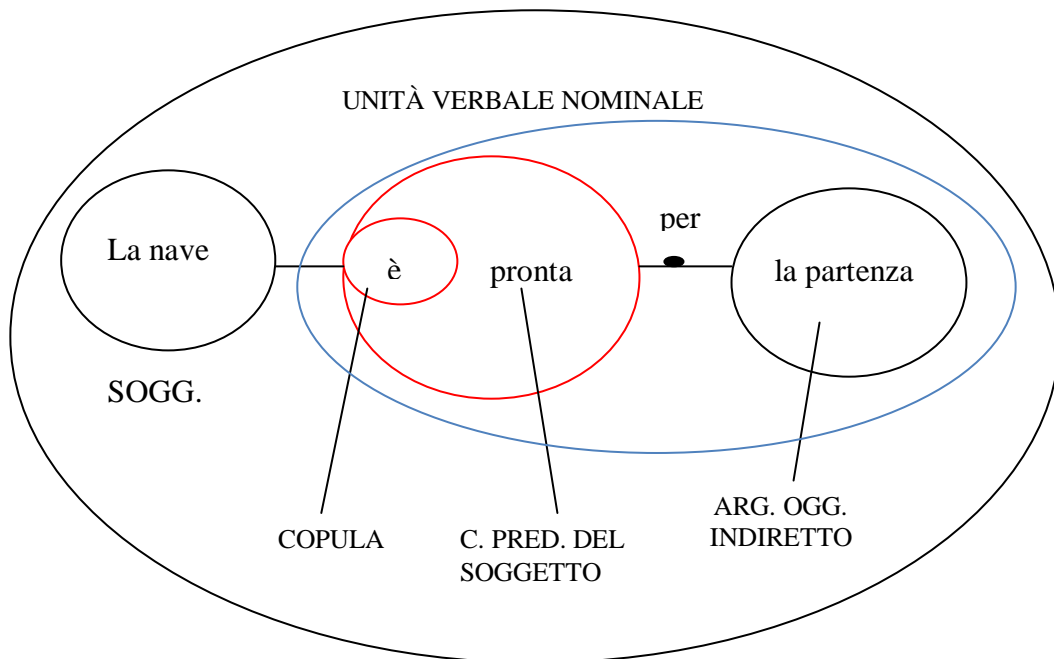 UNITÀ VERBALE NOMINALE
La nave
è
pronta
per
la partenza
SOGG.
COPULA
C. PRED. DEL
SOGGETTO
ARG. OGG.
INDIRETTO